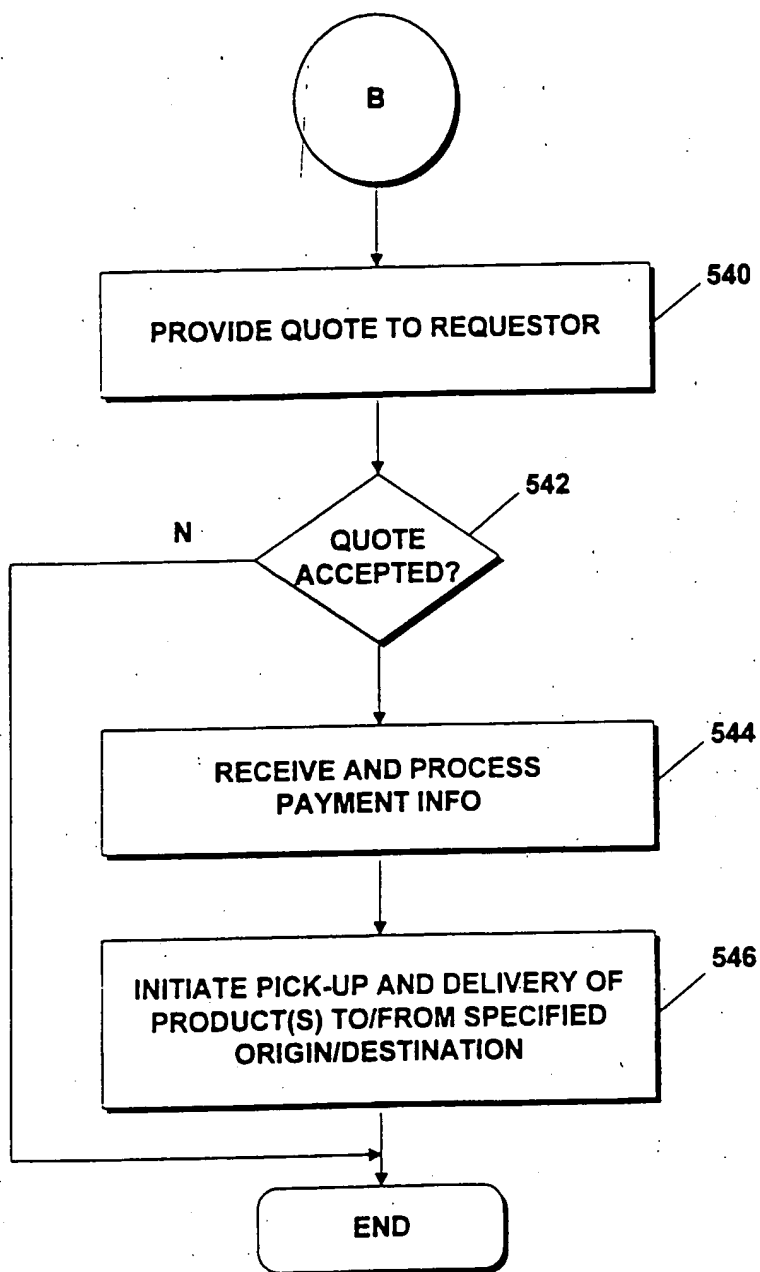 B
540
PROVIDE QUOTE TO REQUESTOR
542
N
QUOTE
ACCEPTED?
544
RECEIVE AND PROCESS
PAYMENT INFO
546
INITIATE PICK-UP AND DELIVERY OF
PRODUCT(S) TO/FROM SPECIFIED
ORIGIN/DESTINATION
END